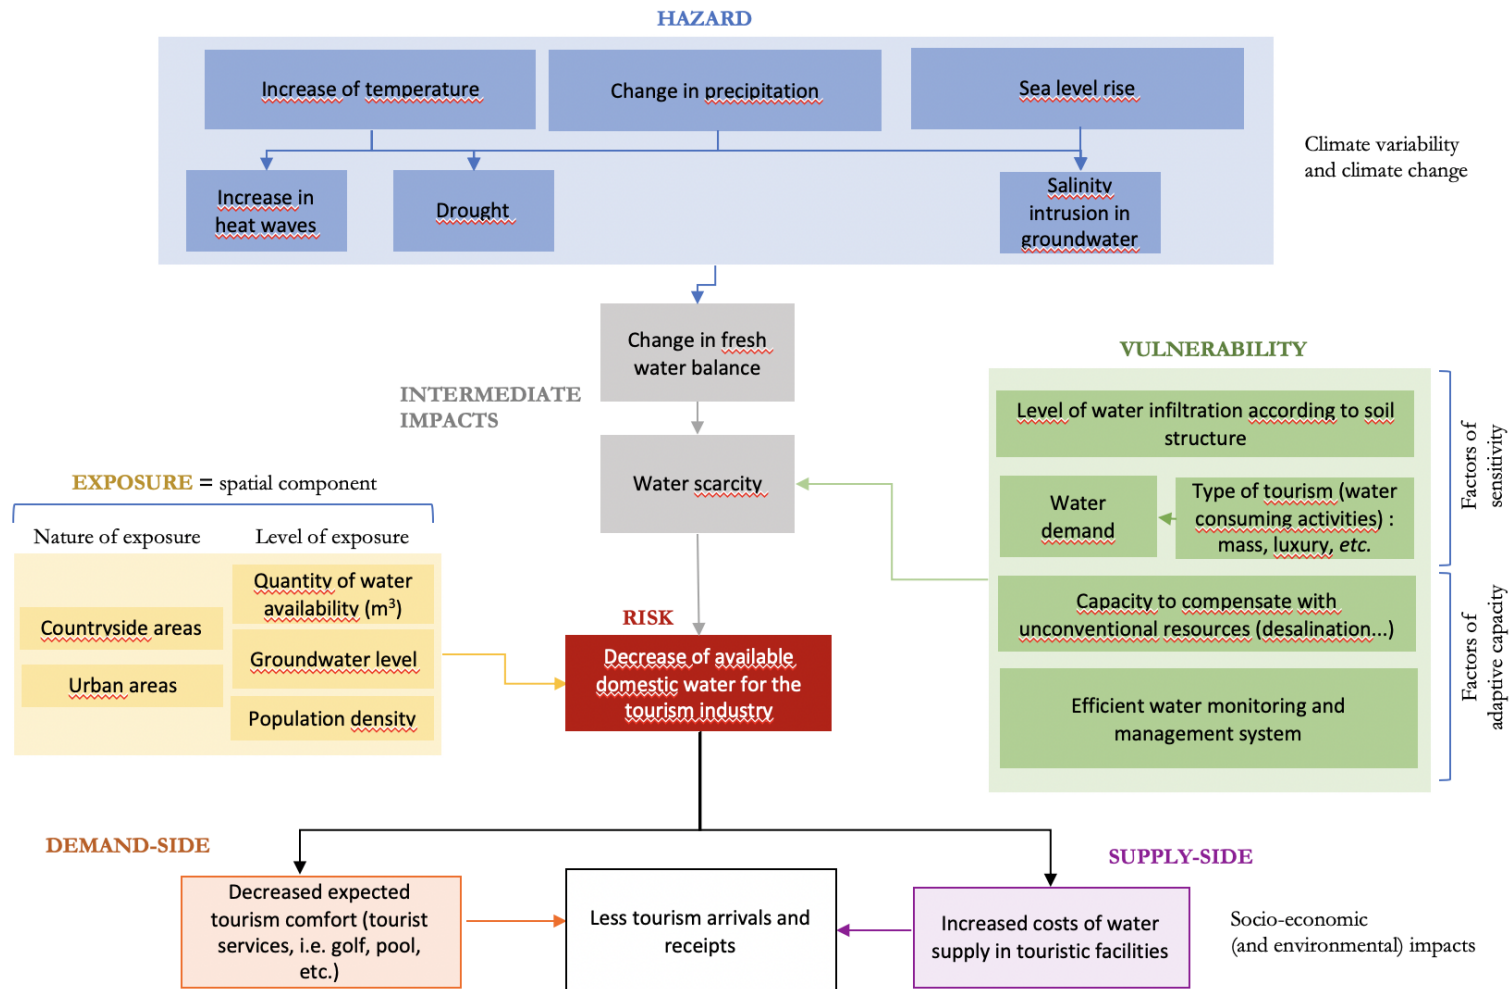 HAZARD
Increase of temperature
Change in precipitation
Sea level rise
Climate variability
and climate change
Increase in
heat waves
Drought
Salinity
intrusion in
groundwater
Change in fresh
water balance
INTERMEDIATE
IMPACTS
Water scarcity
VULNERABILITY
Level of water infiltration according to soil
structure
Water
demand
Type of tourism (water
consuming activities) :
mass, luxury, etc.
Factors of
sensitivity
Capacity to compensate with
unconventional resources (desalination...)
Efficient water monitoring and
management system
Factors of
adaptive capacity
EXPOSURE = spatial component
Nature of exposure
Level of exposure
Countryside areas
Urban areas
Quantity of water
availability (m³)
Groundwater level
Population density
RISK
Decrease of available
domestic water for the
tourism industry
DEMAND-SIDE
Decreased expected
tourism comfort (tourist
services, i.e. golf, pool,
etc.)
Less tourism arrivals and
receipts
SUPPLY-SIDE
Increased costs of water
supply in touristic facilities
Socio-economic
(and environmental) impacts